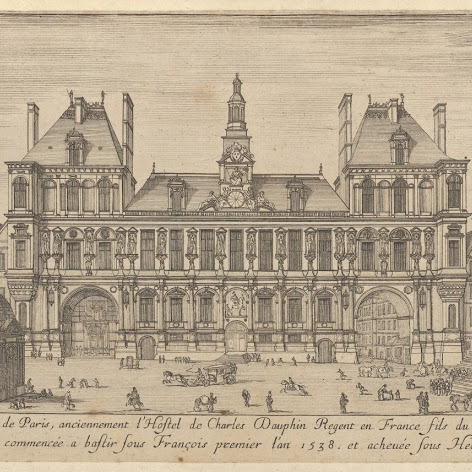 de Paris, anciennement l'Hostel de Charles Dauphin Regent en France fils du
commencée a bastir sous François premier l'an 1538. et acheuée sous He